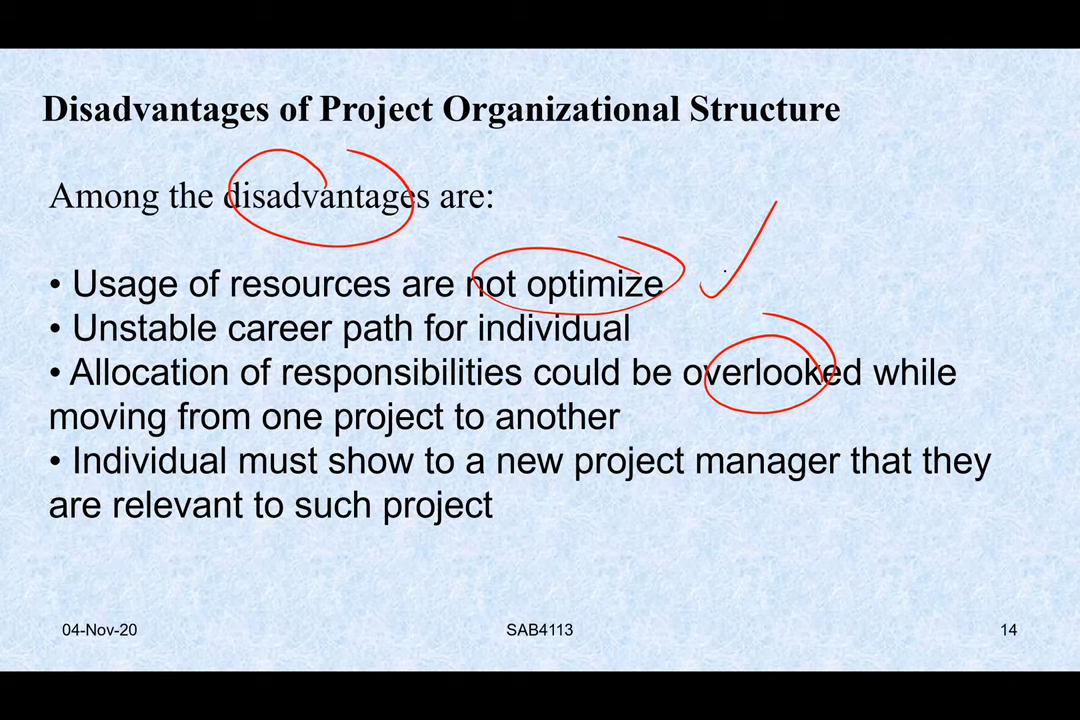 Disadvantages of Project Organizational Structure
Among the disadvantages are:
• Usage of resources are not optimize
• Unstable career path for individual
• Allocation of responsibilities could be overlooked while
moving from one project to another
• Individual must show to a new project manager that they
are relevant to such project
04-Nov-20 SAB4113 14